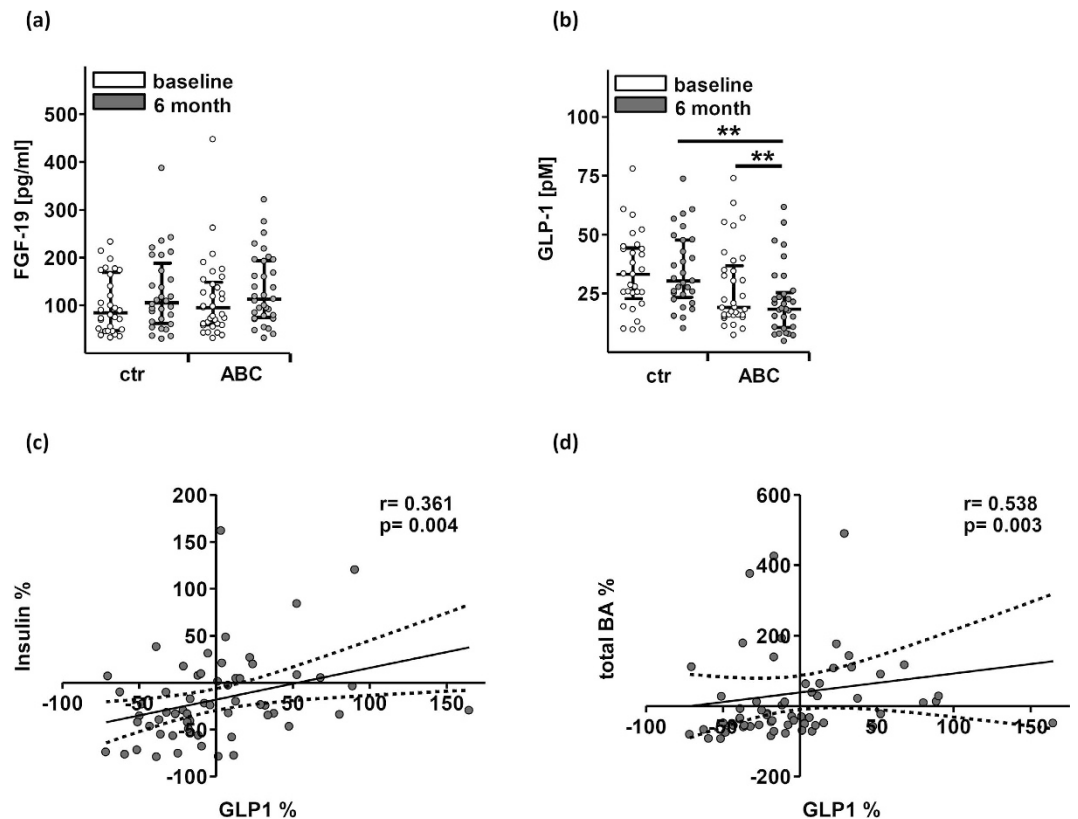 (a)
baseline
6 month
FGF-19 [pg/ml]
500
400
300
200
100
ctr
ABC
(b)
baseline
6 month
GLP-1 [pM]
100
75
50
25
**
**
ctr
ABC
(c)
r= 0.361
p= 0.004
Insulin %
200
150
100
50
-50
-100
-100
-50
0
50
100
150
GLP1 %
(d)
r= 0.538
p= 0.003
total BA %
600
400
200
-200
-100
-50
0
50
100
150
GLP1 %